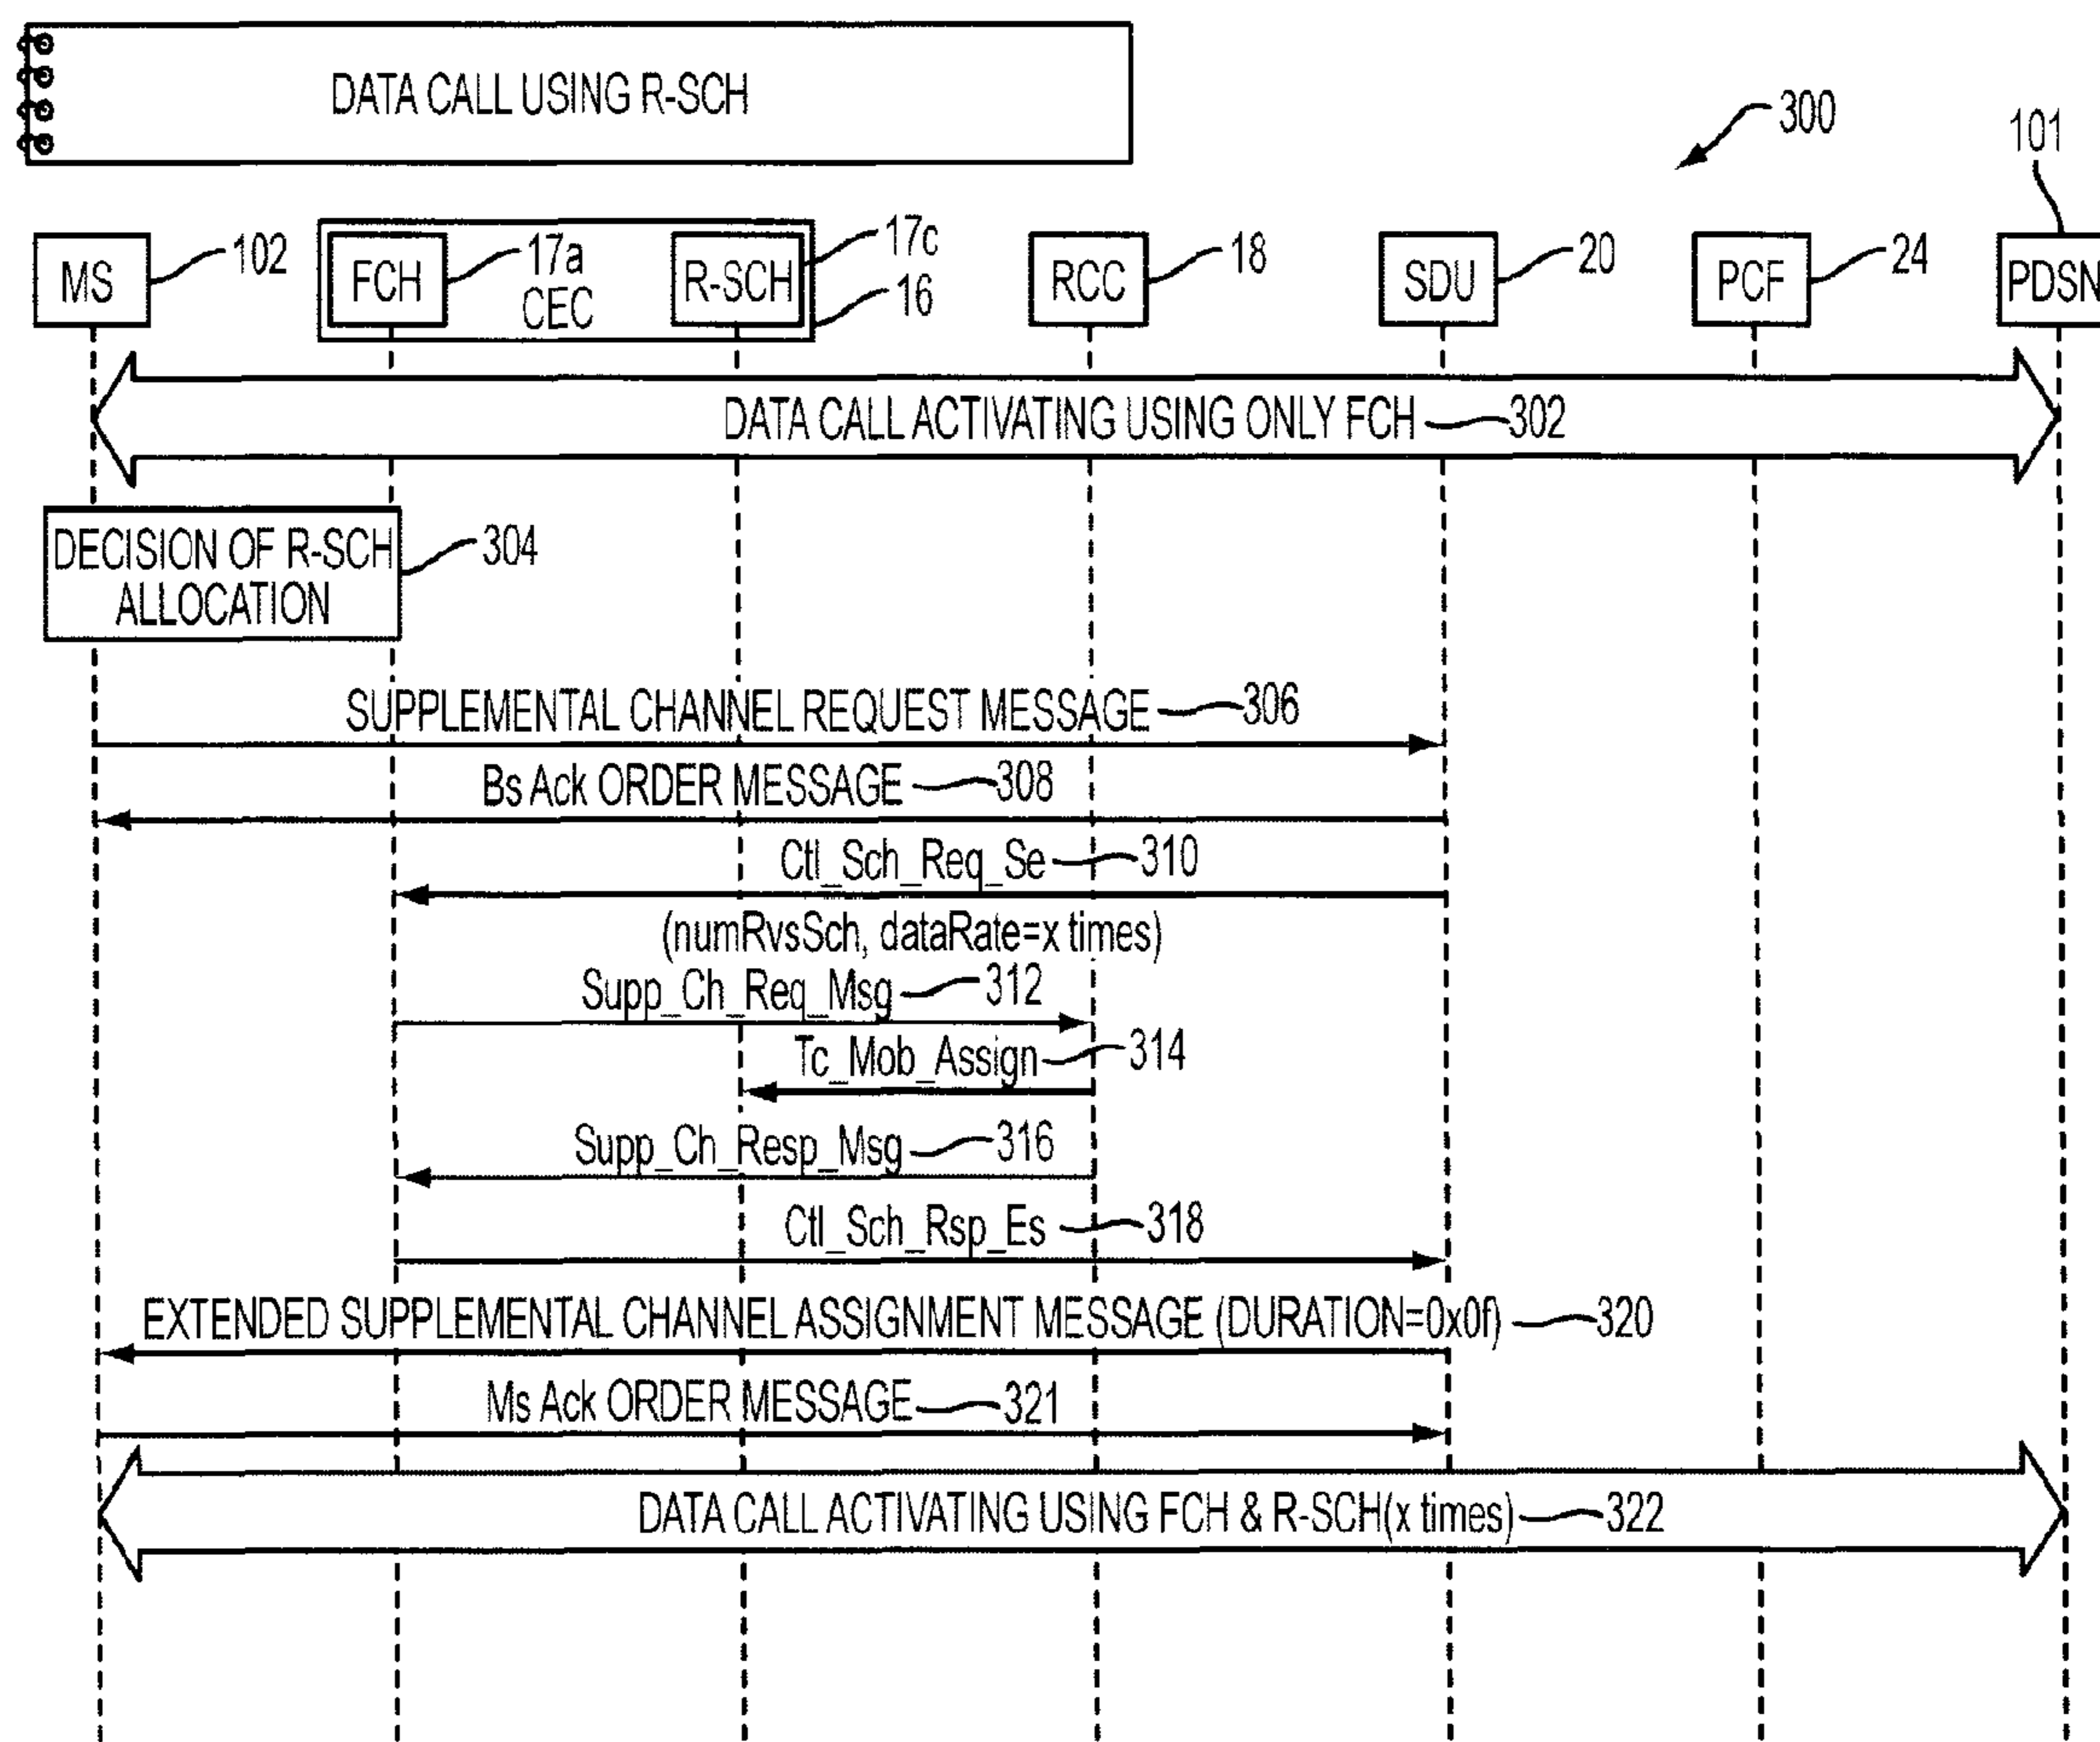 DATA CALL USING R-SCH
300
101
MS
102
FCH
17a
CEC
R-SCH
17c
16
RCC
18
SDU
20
PCF
24
PDSN
DATA CALL ACTIVATING USING ONLY FCH 302
DECISION OF R-SCH
ALLOCATION
304
SUPPLEMENTAL CHANNEL REQUEST MESSAGE 306
Bs Ack ORDER MESSAGE 308
Ctl_Sch_Req_Se 310
(numRvsSch, dataRate=x times)
Supp_Ch_Req_Msg 312
Tc_Mob_Assign 314
Supp_Ch_Resp_Msg 316
Ctl_Sch_Rsp_Es 318
EXTENDED SUPPLEMENTAL CHANNEL ASSIGNMENT MESSAGE (DURATION=0x0f) 320
Ms Ack ORDER MESSAGE 321
DATA CALL ACTIVATING USING FCH & R-SCH(x times) 322